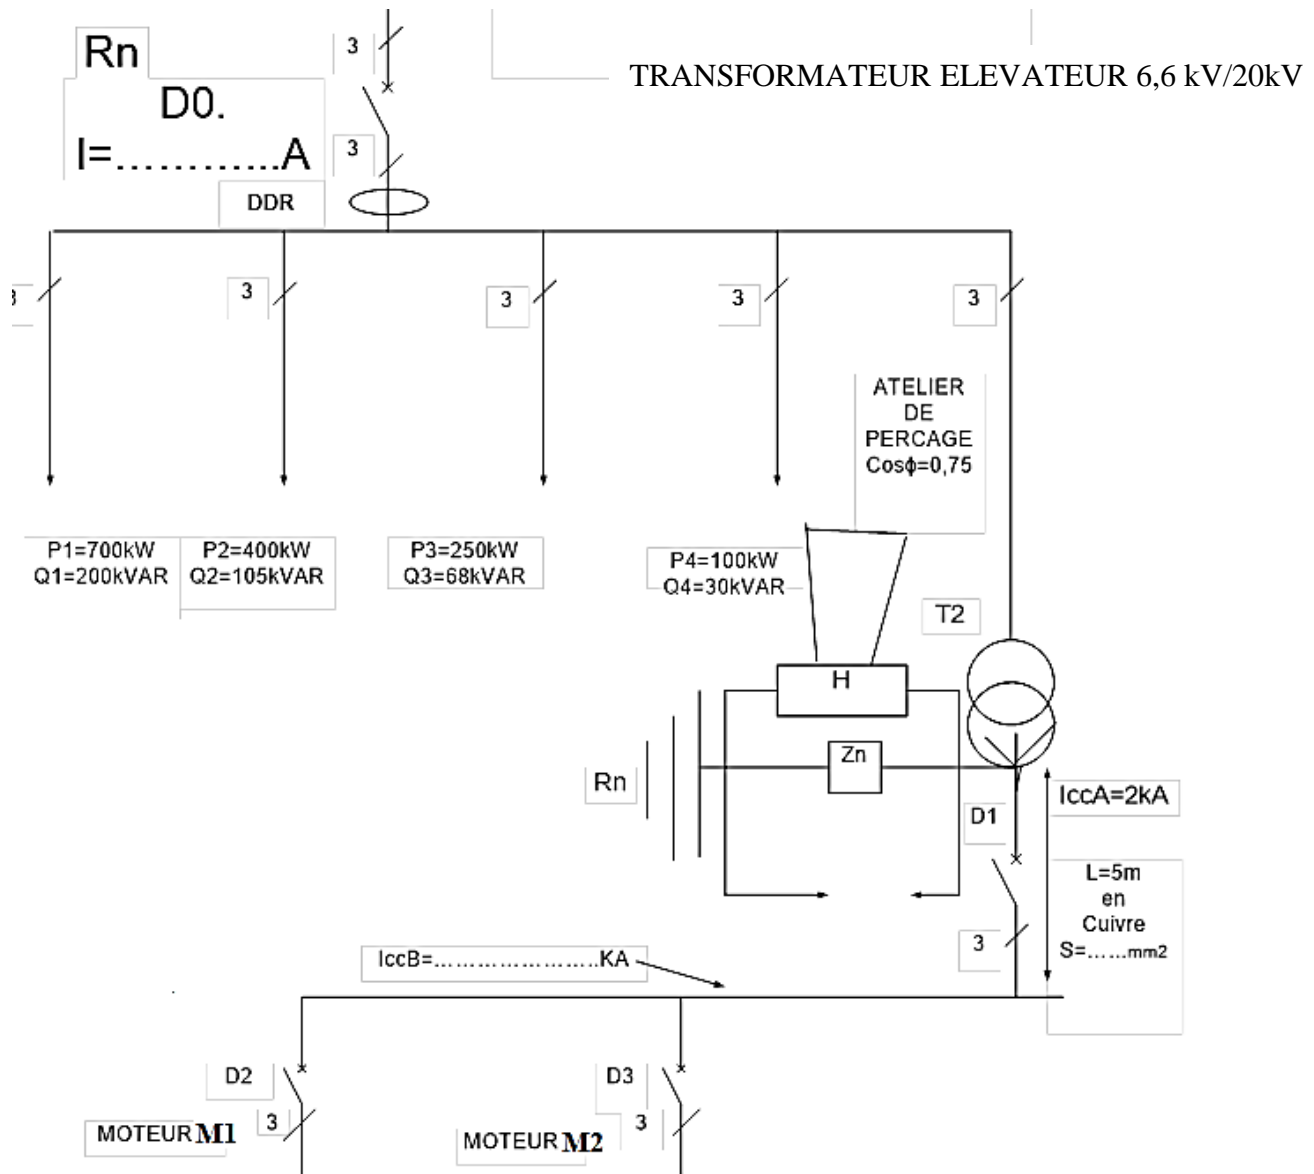 Rn
3
TRANSFORMATEUR ELEVATEUR 6,6 kV/20kV
D0.
I=............A
3
DDR
3
3
3
3
3
ATELIER
DE
PERCAGE
Cosϕ=0,75
P1=700kW
Q1=200kVAR
P2=400kW
Q2=105kVAR
P3=250kW
Q3=68kVAR
P4=100kW
Q4=30kVAR
T2
H
Zn
Rn
IccA=2kA
D1
L=5m
en
Cuivre
S=......mm2
3
IccB=........................KA
D2
D3
3
3
MOTEUR M1
MOTEUR M2